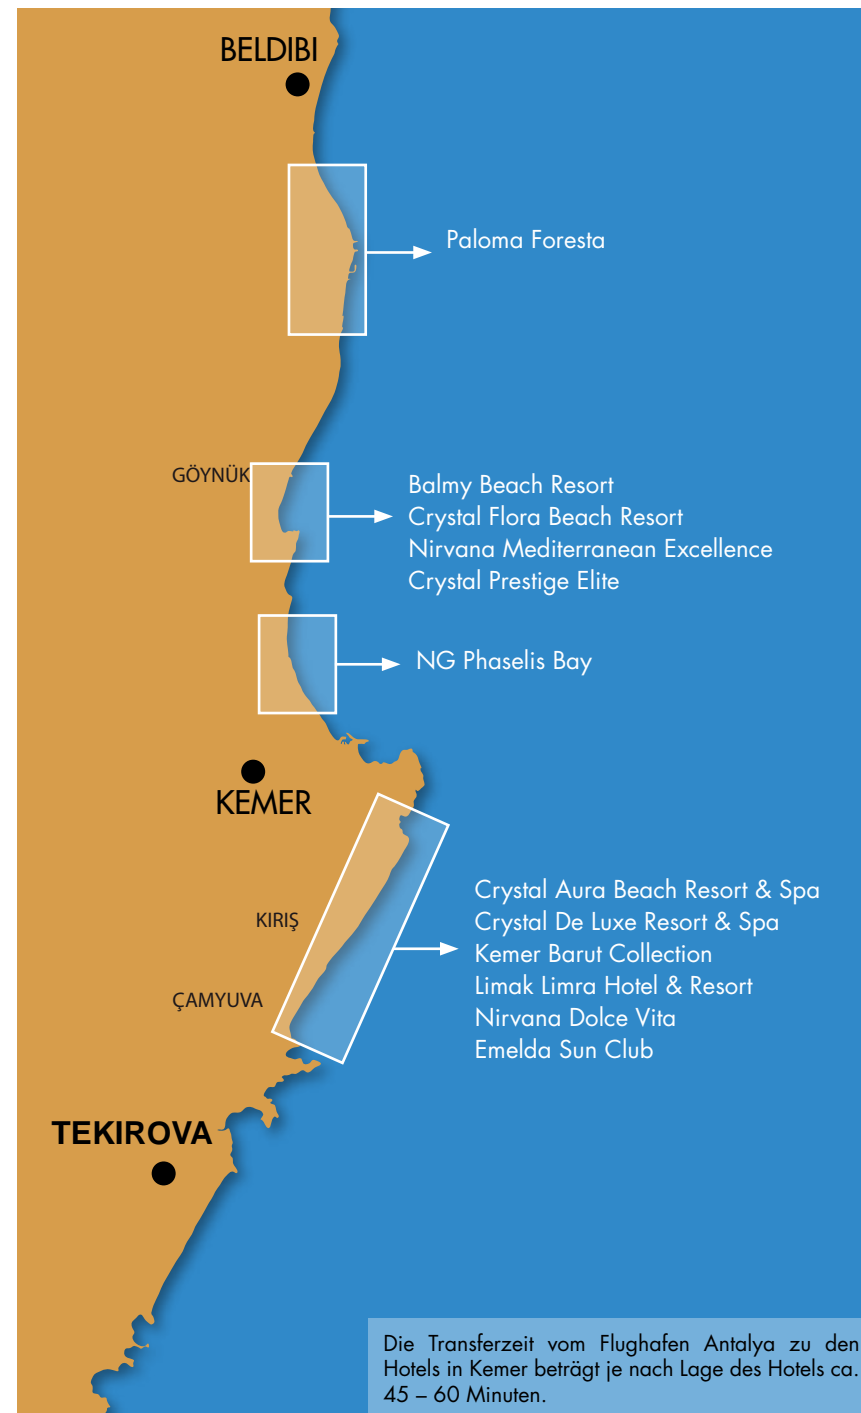 BELDIBI
Paloma Foresta
GÖYNÜK
Balmy Beach Resort
Crystal Flora Beach Resort
Nirvana Mediterranean Excellence
Crystal Prestige Elite
NG Phaselis Bay
KEMER
Crystal Aura Beach Resort & Spa
Crystal De Luxe Resort & Spa
Kemer Barut Collection
Limak Limra Hotel & Resort
Nirvana Dolce Vita
Emelda Sun Club
KIRIŞ
ÇAMYUVA
TEKIROVA
Die Transferzeit vom Flughafen Antalya zu den
Hotels in Kemer beträgt je nach Lage des Hotels ca.
45 – 60 Minuten.